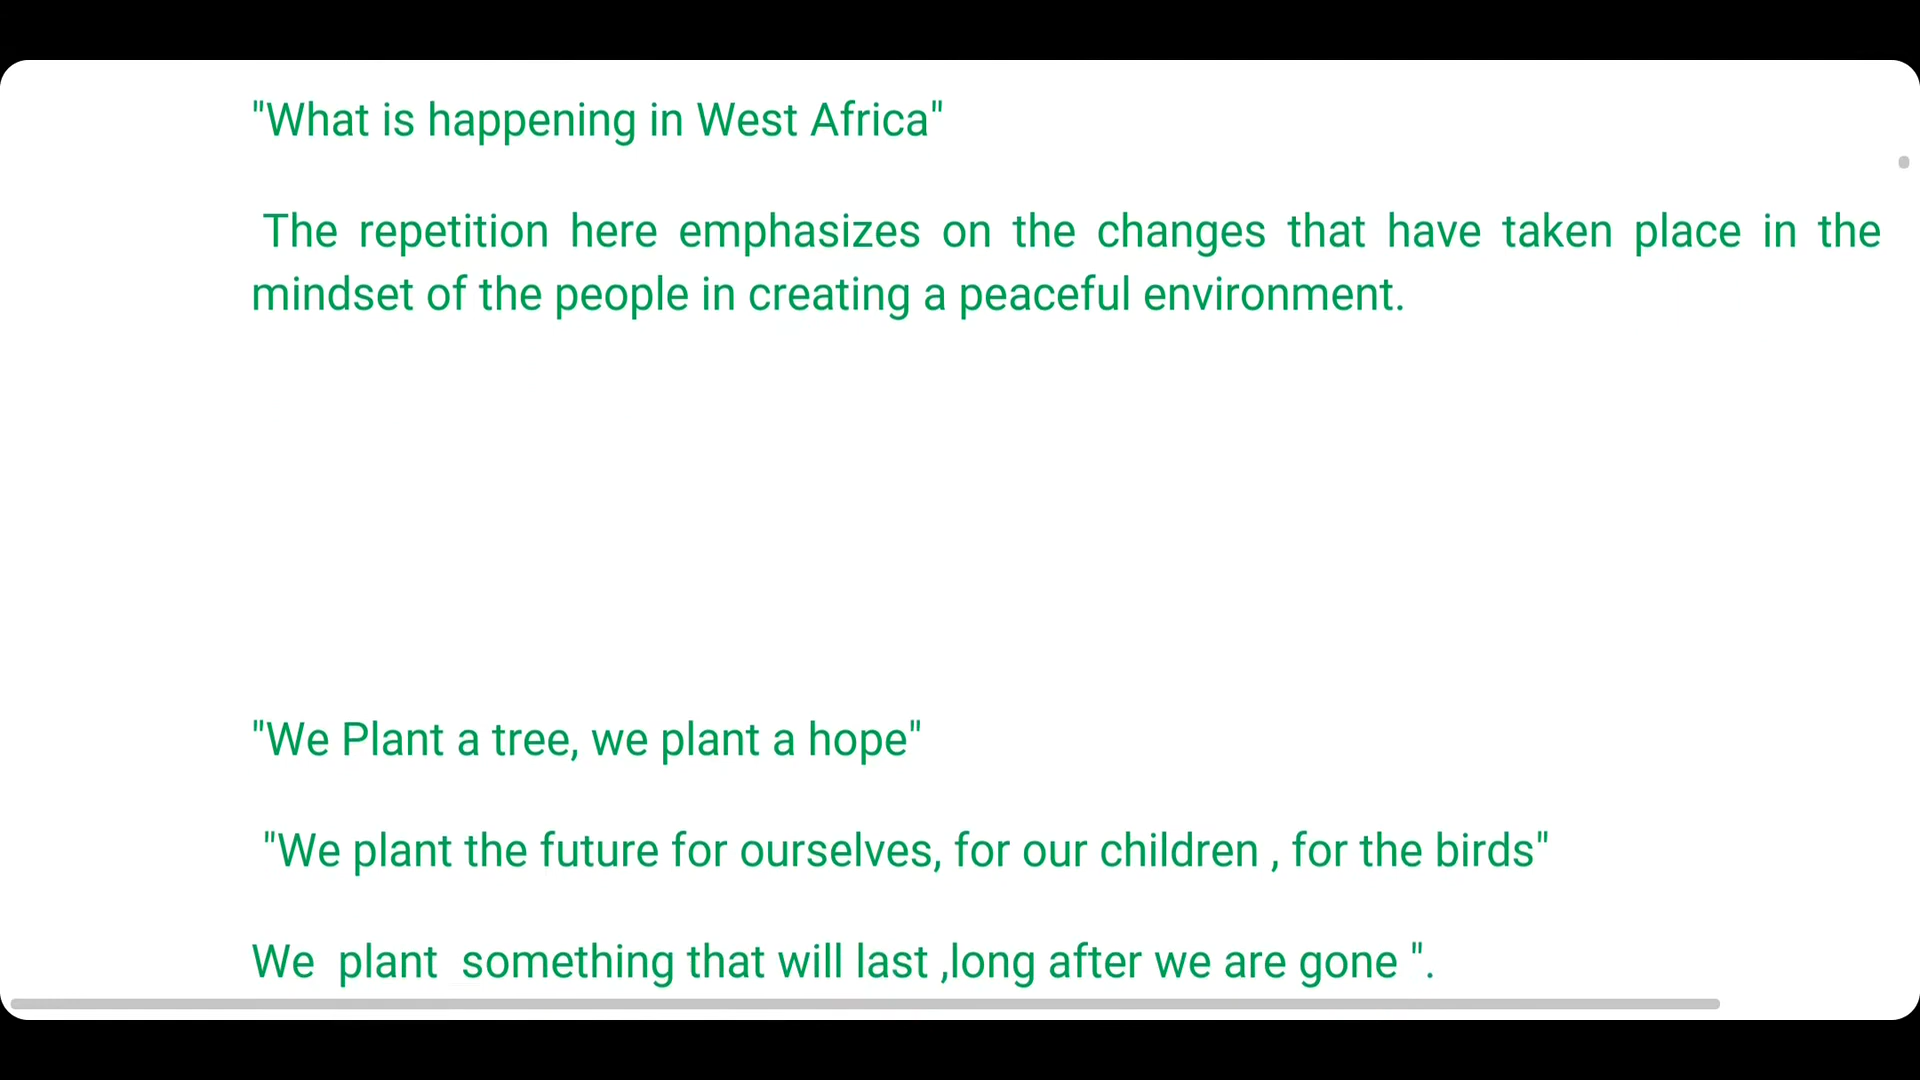 "What is happening in West Africa"
The repetition here emphasizes on the changes that have taken place in the
mindset of the people in creating a peaceful environment.
"We Plant a tree, we plant a hope"
"We plant the future for ourselves, for our children , for the birds"
We plant something that will last ,long after we are gone ".